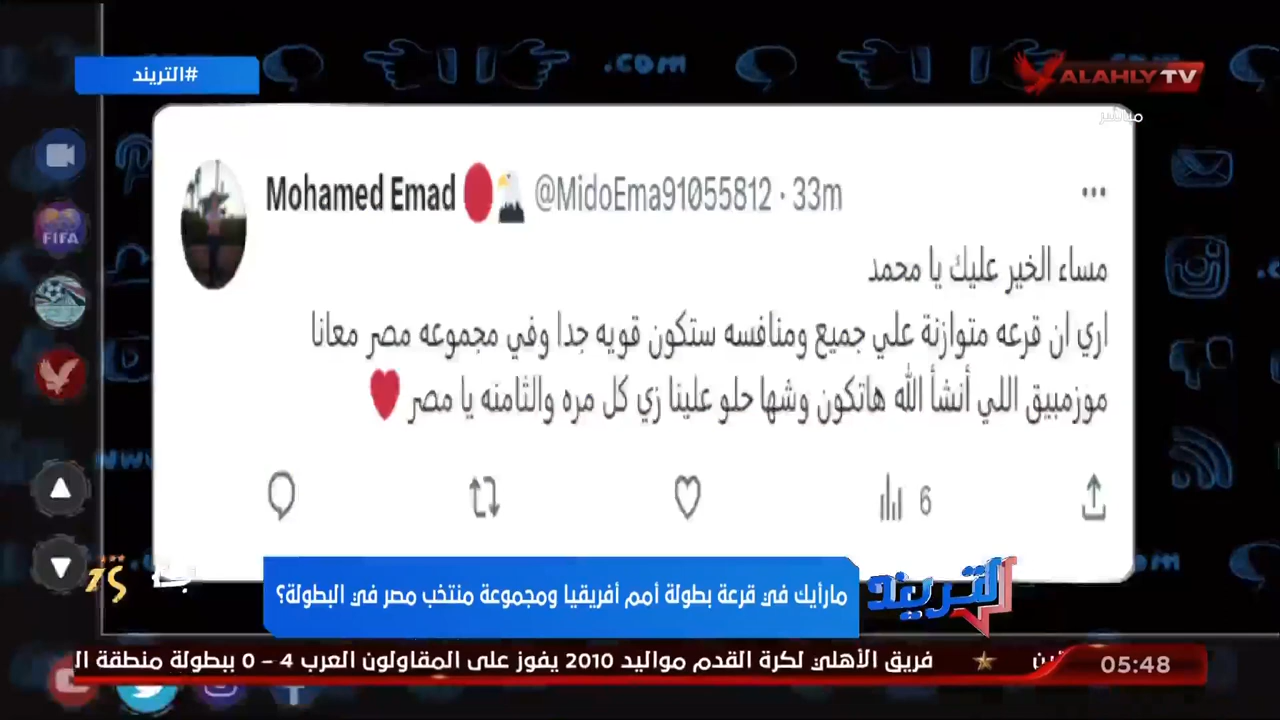 #التريند
.com
ALAHLY TV
مباشر
Mohamed Emad @MidoEma91055812 · 33m
مساء الخير عليك يا محمد
اري ان قرعه متوازنة علي جميع ومنافسه ستكون قويه جدا وفي مجموعه مصر معانا
موزمبيق اللي أنشأ الله هاتكون وشها حلو علينا زي كل مره والثامنه يا مصر
6
FIFA
مارأيك في قرعة بطولة أمم أفريقيا ومجموعة منتخب مصر في البطولة؟
التريند
فريق الأهلي لكرة القدم مواليد 2010 يفوز على المقاولون العرب 4 – 0 ببطولة منطقة ال
05:48